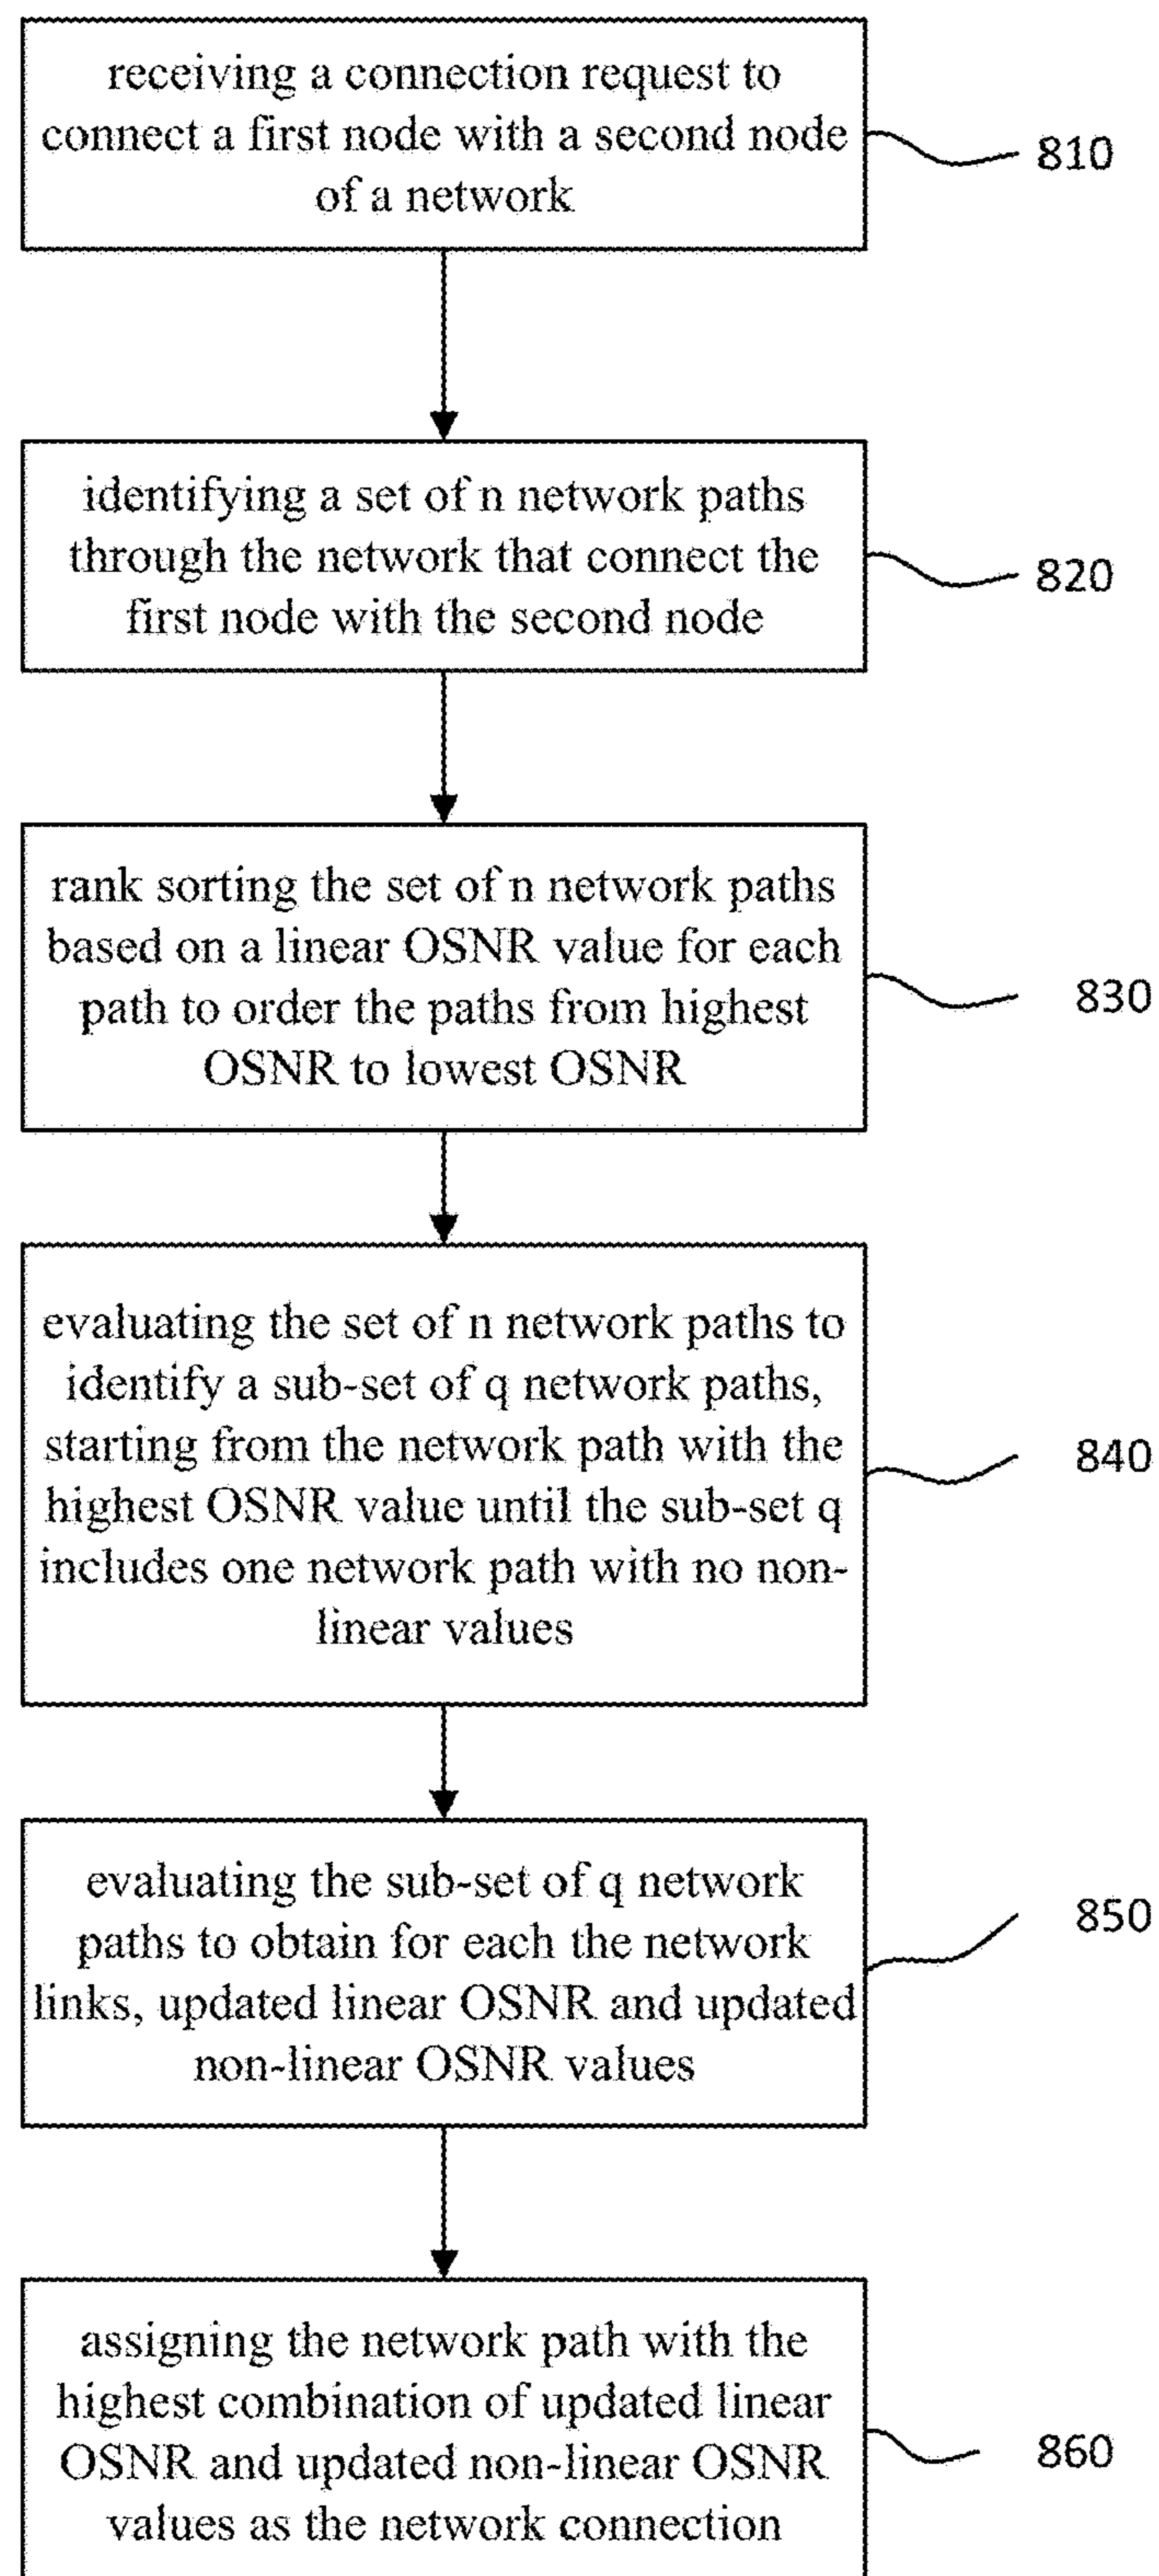 receiving a connection request to
connect a first node with a second node
of a network
810
identifying a set of n network paths
through the network that connect the
first node with the second node
820
rank sorting the set of n network paths
based on a linear OSNR value for each
path to order the paths from highest
OSNR to lowest OSNR
830
evaluating the set of n network paths to
identify a sub-set of q network paths,
starting from the network path with the
highest OSNR value until the sub-set q
includes one network path with no non-
linear values
840
evaluating the sub-set of q network
paths to obtain for each the network
links, updated linear OSNR and updated
non-linear OSNR values
850
assigning the network path with the
highest combination of updated linear
OSNR and updated non-linear OSNR
values as the network connection
860